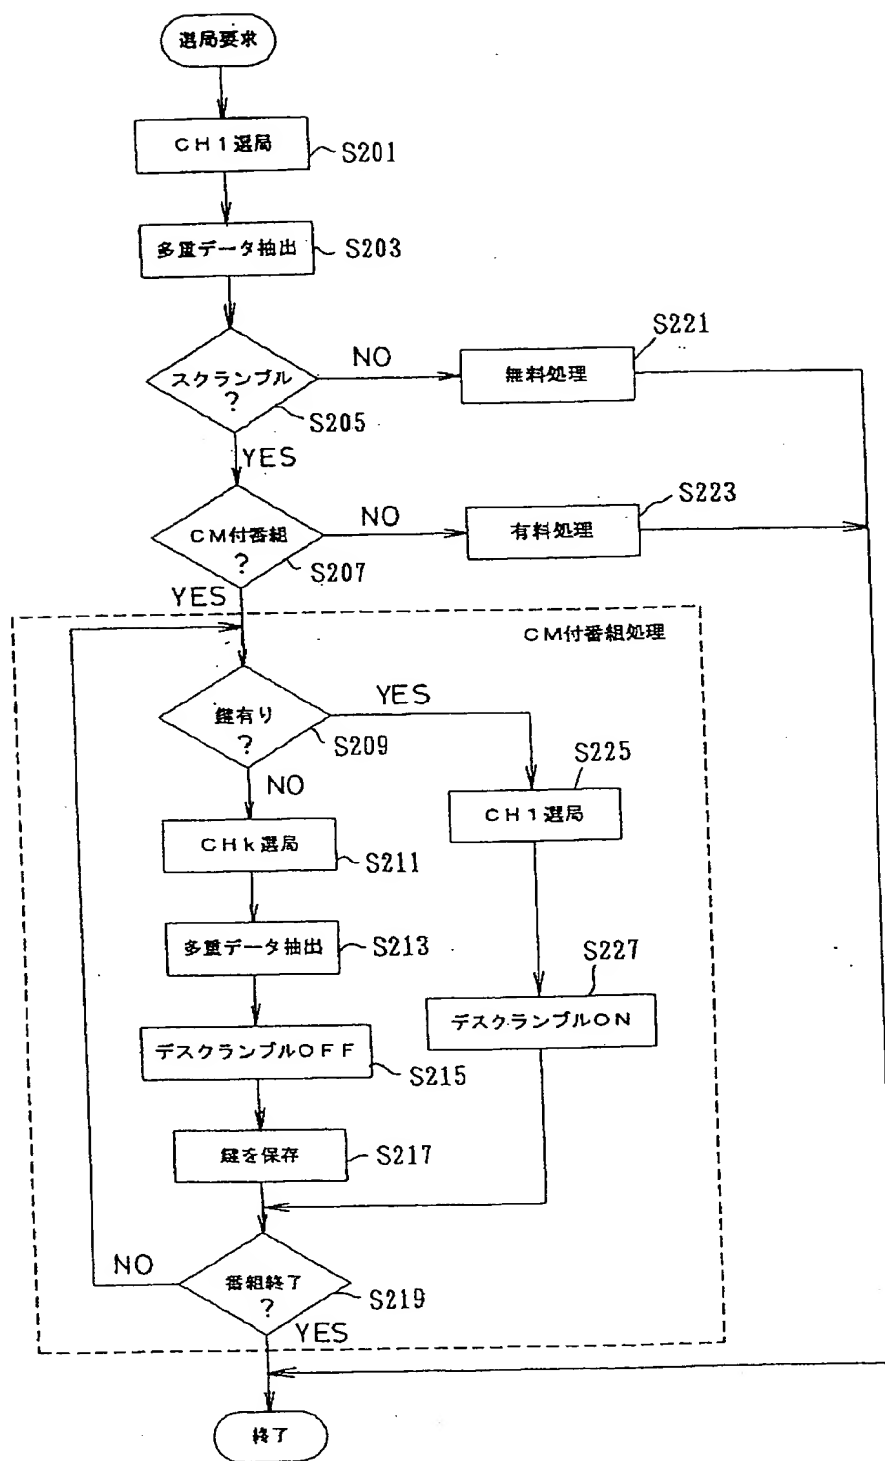 選局要求
CH1選局
S201
多重データ抽出
S203
スクランブル
?
S205
NO
無料処理
S221
YES
CM付番組
?
S207
NO
有料処理
S223
YES
CM付番組処理
鍵有り
?
S209
YES
S225
CH1選局
NO
CHk選局
S211
多重データ抽出
S213
S227
デスクランブルON
デスクランブルOFF
S215
鍵を保存
S217
NO
番組終了
?
S219
YES
終了